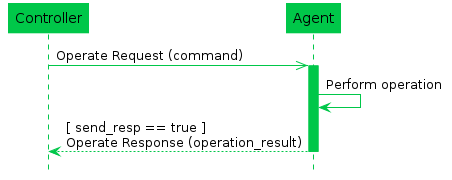 Controller
Agent
Operate Request (command)
Perform operation
[ send_resp == true ]
Operate Response (operation_result)